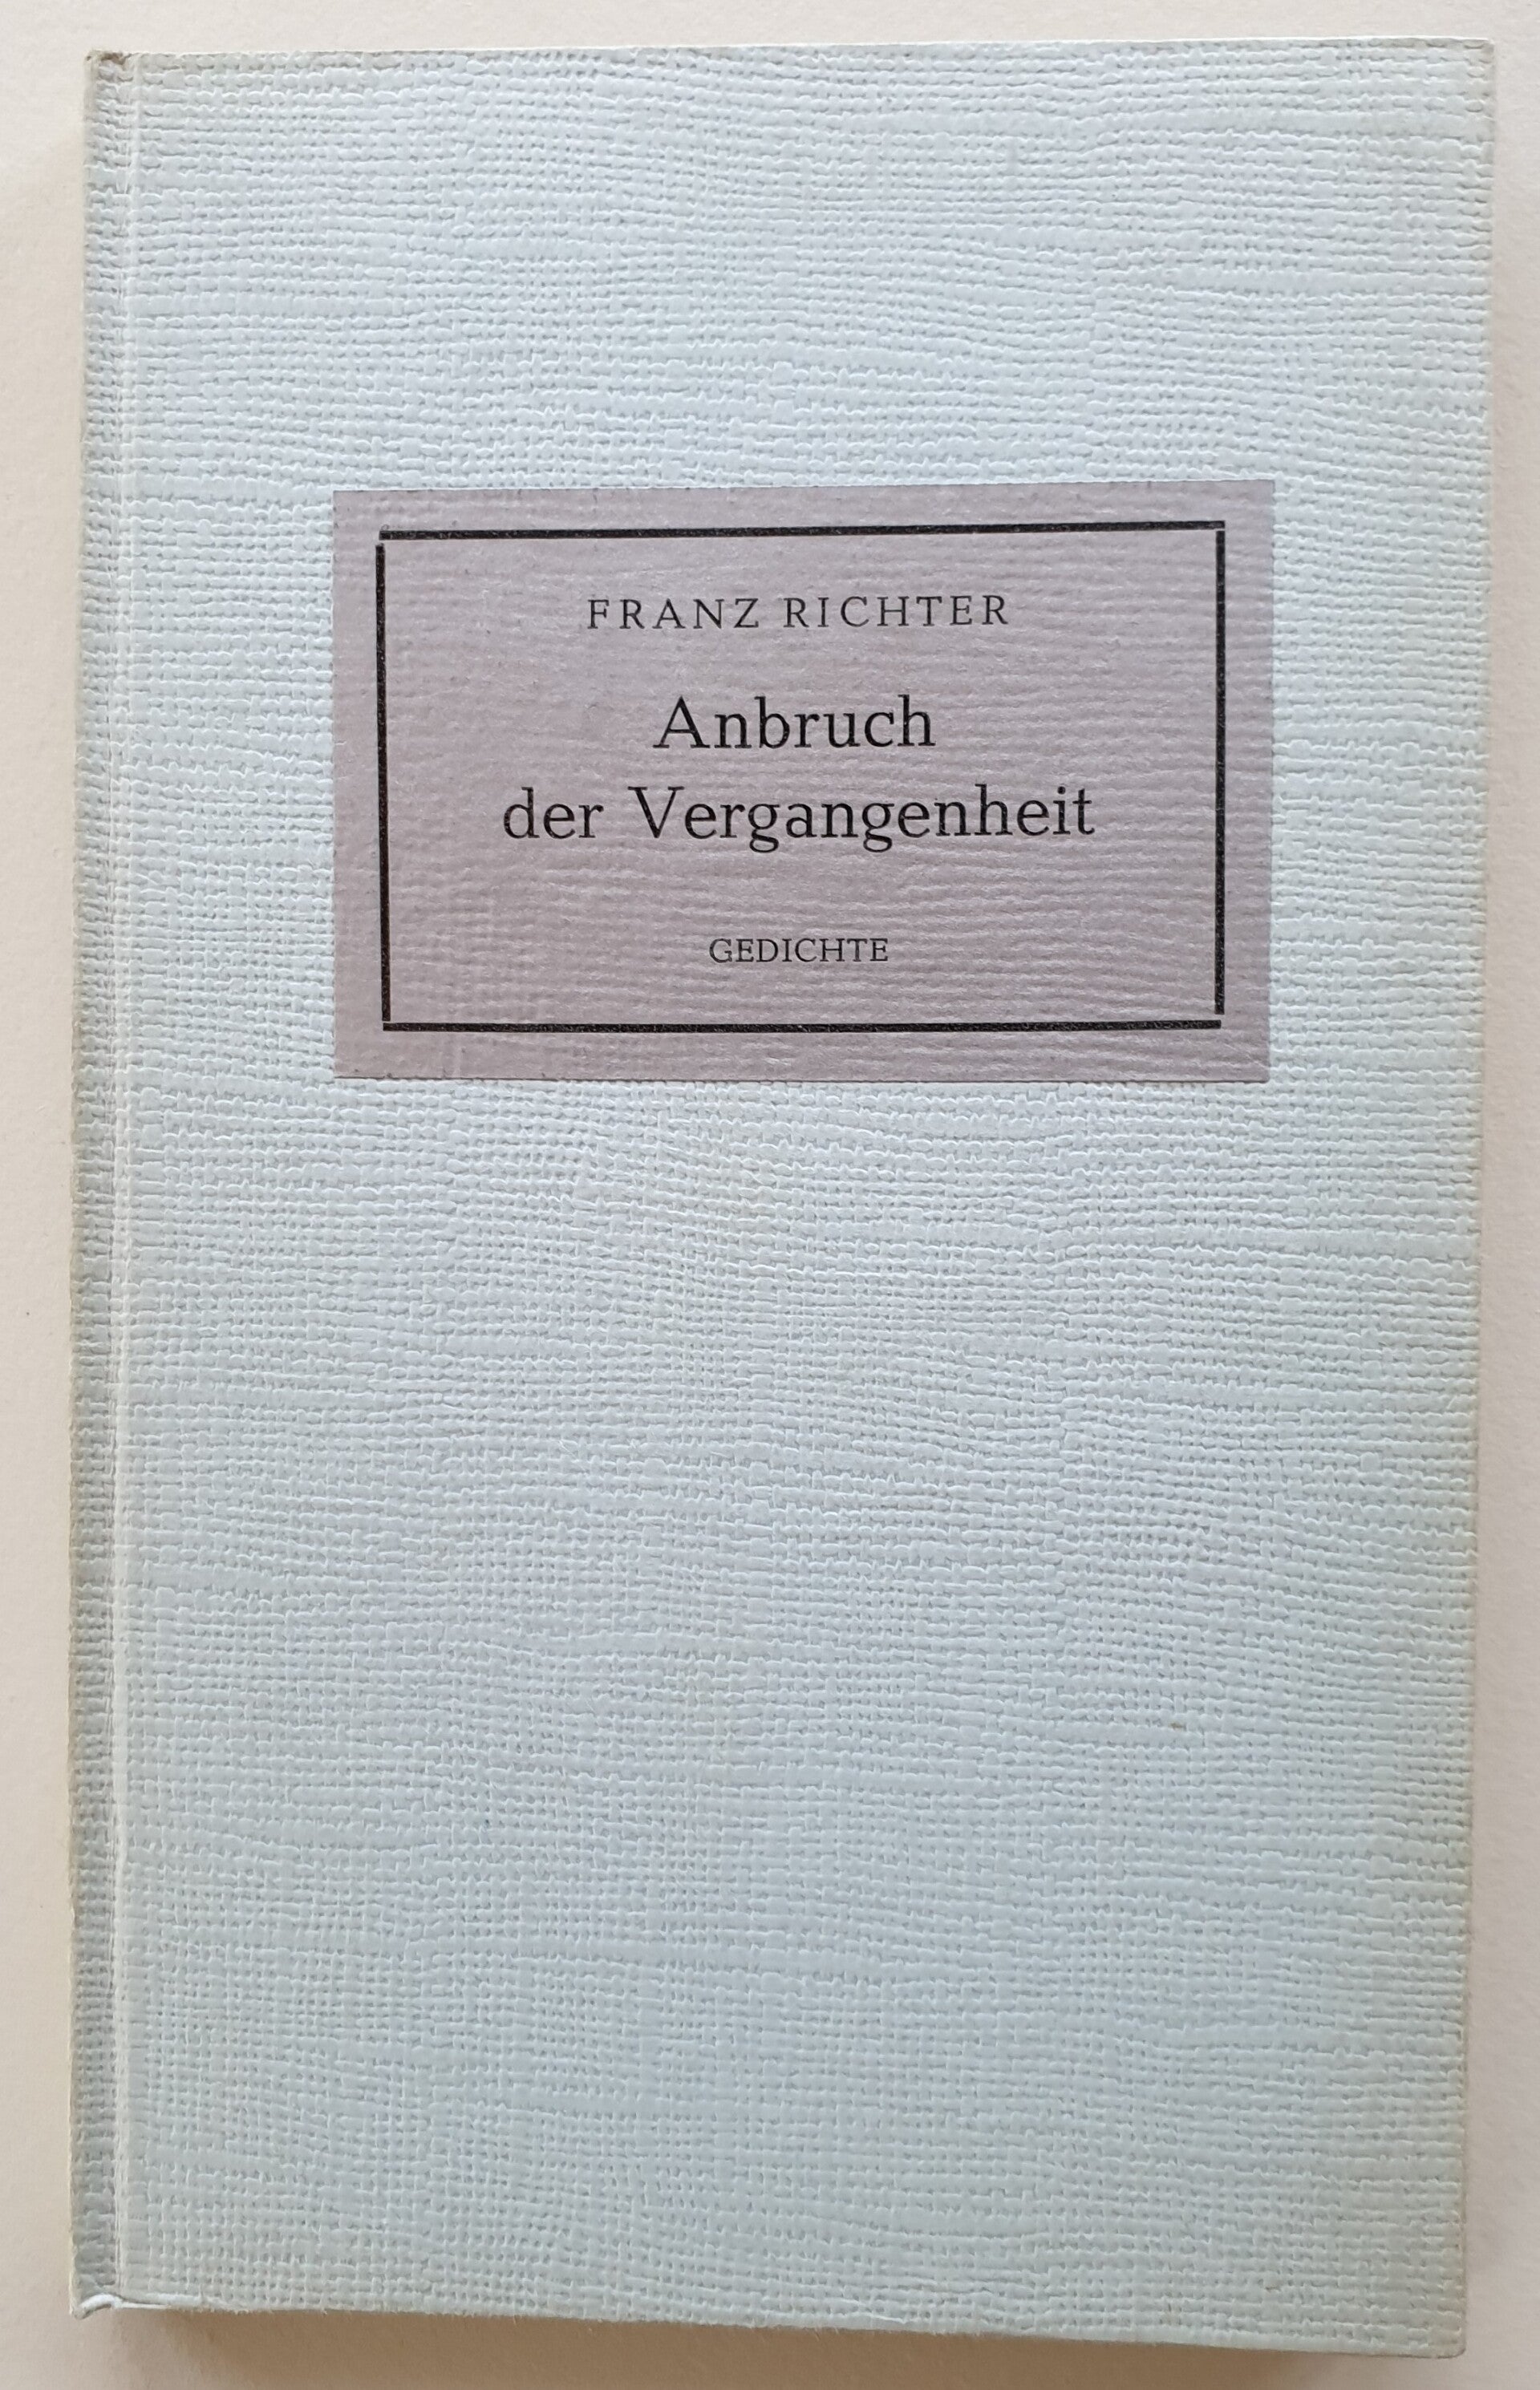 FRANZ RICHTER
Anbruch
der Vergangenheit
GEDICHTE